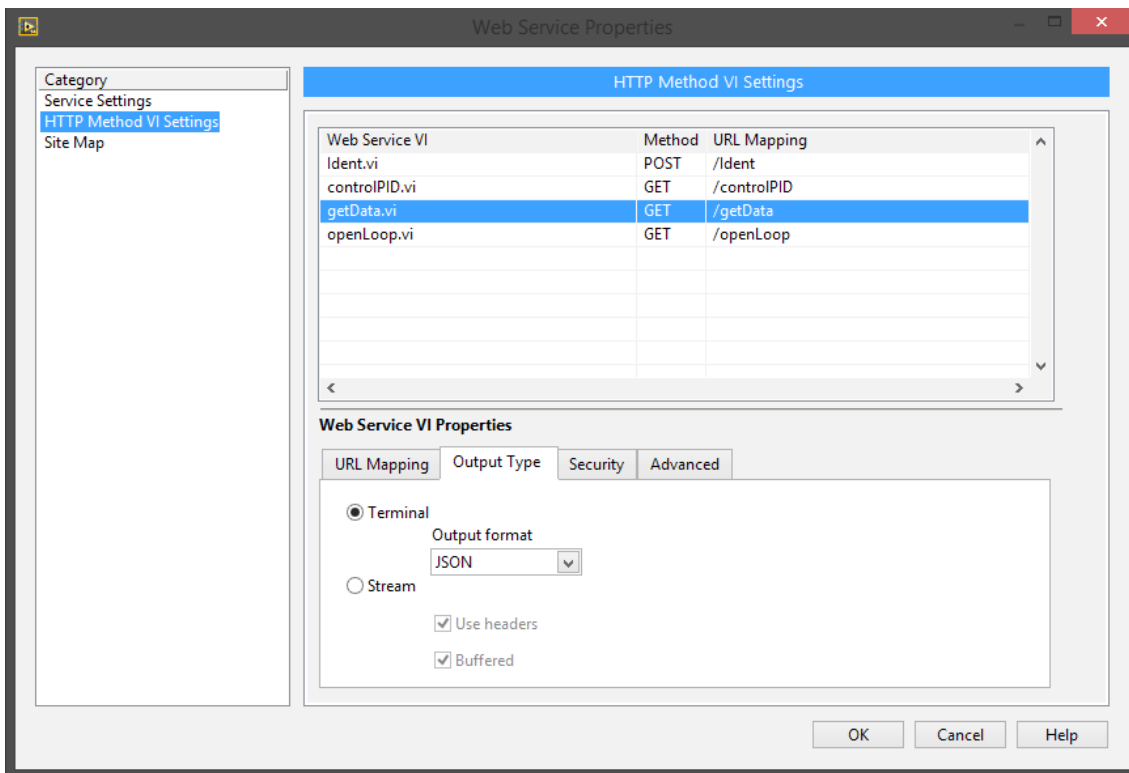 Web Service Properties
Category
Service Settings
HTTP Method VI Settings
Site Map
HTTP Method VI Settings
Web Service VI Method URL Mapping
Ident.vi POST /Ident
controlPID.vi GET /controlPID
getData.vi GET /getData
openLoop.vi GET /openLoop
Web Service VI Properties
URL Mapping Output Type Security Advanced
Terminal
Output format
JSON
Stream
Use headers
Buffered
OK Cancel Help